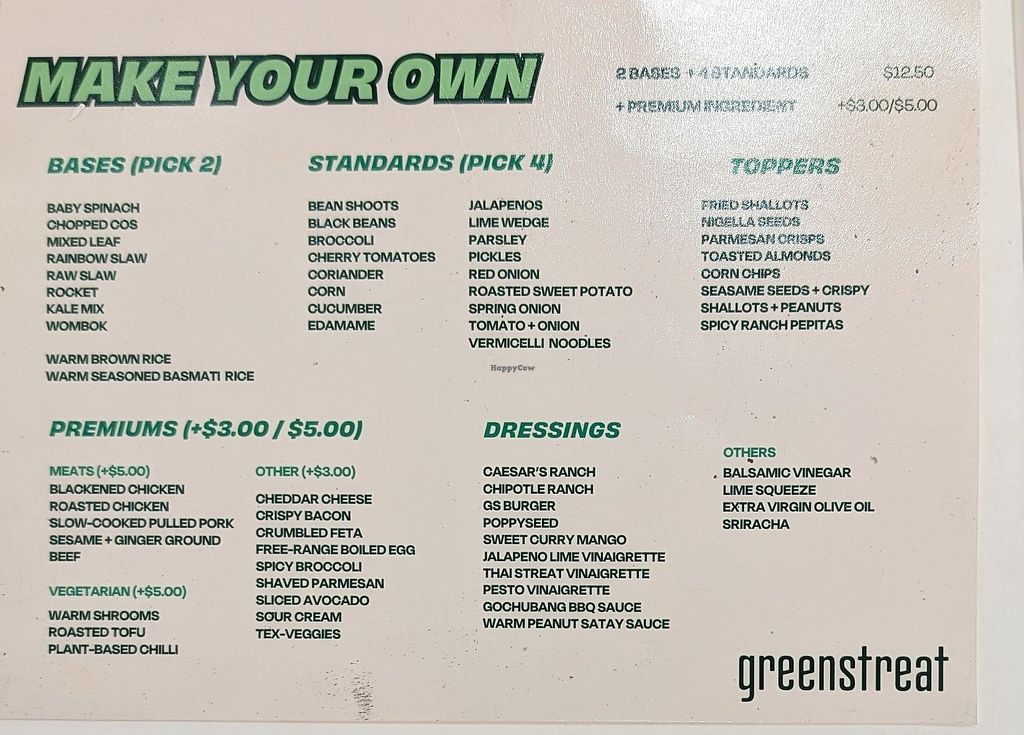 MAKE YOUR OWN
2 BASES + 4 STANDARDS $12.50
+ PREMIUM INGREDIENT +$3.00/$5.00
BASES (PICK 2)
BABY SPINACH
CHOPPED COS
MIXED LEAF
RAINBOW SLAW
RAW SLAW
ROCKET
KALE MIX
WOMBOK
WARM BROWN RICE
WARM SEASONED BASMATI RICE
STANDARDS (PICK 4)
BEAN SHOOTS
BLACK BEANS
BROCCOLI
CHERRY TOMATOES
CORIANDER
CORN
CUCUMBER
EDAMAME
JALAPENOS
LIME WEDGE
PARSLEY
PICKLES
RED ONION
ROASTED SWEET POTATO
SPRING ONION
TOMATO + ONION
VERMICELLI NOODLES
TOPPERS
FRIED SHALLOTS
NIGELLA SEEDS
PARMESAN CRISPS
TOASTED ALMONDS
CORN CHIPS
SEASAME SEEDS + CRISPY
SHALLOTS + PEANUTS
SPICY RANCH PEPITAS
HappyCow
PREMIUMS (+$3.00 / $5.00)
MEATS (+$5.00)
BLACKENED CHICKEN
ROASTED CHICKEN
SLOW-COOKED PULLED PORK
SESAME + GINGER GROUND
BEEF
VEGETARIAN (+$5.00)
WARM SHROOMS
ROASTED TOFU
PLANT-BASED CHILLI
OTHER (+$3.00)
CHEDDAR CHEESE
CRISPY BACON
CRUMBLED FETA
FREE-RANGE BOILED EGG
SPICY BROCCOLI
SHAVED PARMESAN
SLICED AVOCADO
SOUR CREAM
TEX-VEGGIES
DRESSINGS
CAESAR'S RANCH
CHIPOTLE RANCH
GS BURGER
POPPYSEED
SWEET CURRY MANGO
JALAPENO LIME VINAIGRETTE
THAI STREAT VINAIGRETTE
PESTO VINAIGRETTE
GOCHUBANG BBQ SAUCE
WARM PEANUT SATAY SAUCE
OTHERS
BALSAMIC VINEGAR
LIME SQUEEZE
EXTRA VIRGIN OLIVE OIL
SRIRACHA
greenstreat